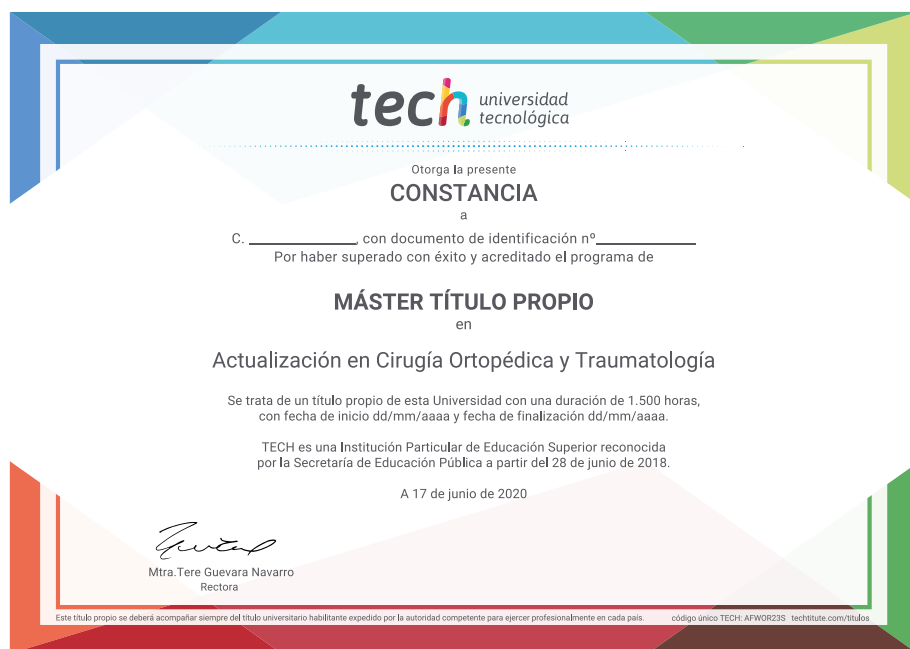 tech universidad
tecnológica
Otorga la presente
CONSTANCIA
a
C. ____________, con documento de identificación nº____________
Por haber superado con éxito y acreditado el programa de
MÁSTER TÍTULO PROPIO
en
Actualización en Cirugía Ortopédica y Traumatología
Se trata de un título propio de esta Universidad con una duración de 1.500 horas,
con fecha de inicio dd/mm/aaaa y fecha de finalización dd/mm/aaaa.
TECH es una Institución Particular de Educación Superior reconocida
por la Secretaría de Educación Pública a partir del 28 de junio de 2018.
A 17 de junio de 2020
Mtra.Tere Guevara Navarro
Rectora
Este título propio se deberá acompañar siempre del título universitario habilitante expedido por la autoridad competente para ejercer profesionalmente en cada país. código único TECH: AFWOR23S techtitute.com/titulos